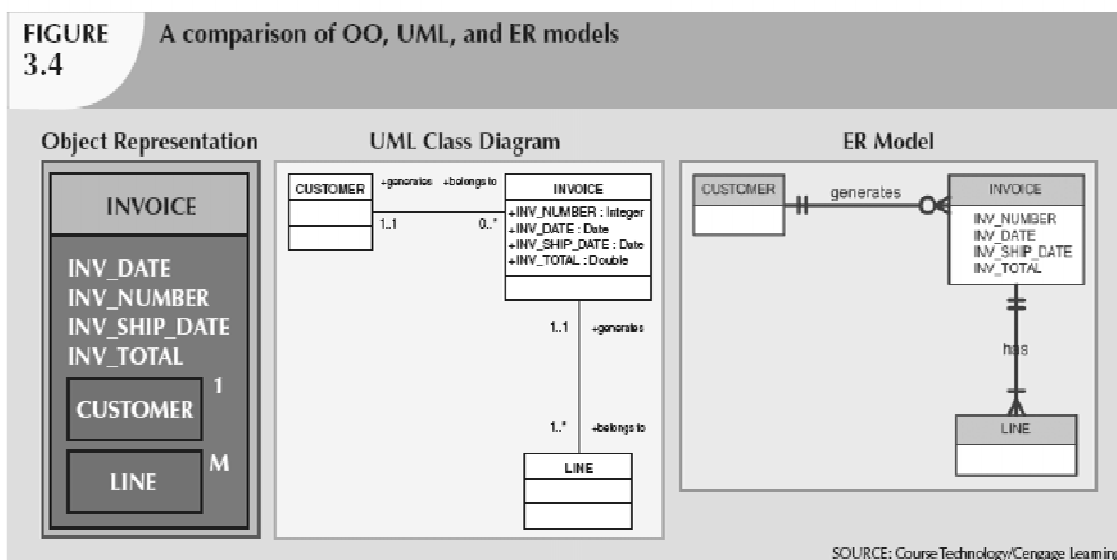 FIGURE 3.4
A comparison of OO, UML, and ER models
Object Representation
INVOICE
INV_DATE
INV_NUMBER
INV_SHIP_DATE
INV_TOTAL
CUSTOMER
1
LINE
M
UML Class Diagram
CUSTOMER
+generates
+belongs to
1..1
0..*
INVOICE
+INV_NUMBER : Integer
+INV_DATE : Date
+INV_SHIP_DATE : Date
+INV_TOTAL : Double
1..1
+generates
1..*
+belongs to
LINE
ER Model
CUSTOMER
generates
INVOICE
INV_NUMBER
INV_DATE
INV_SHIP_DATE
INV_TOTAL
has
LINE
SOURCE: Course Technology/Cengage Learning